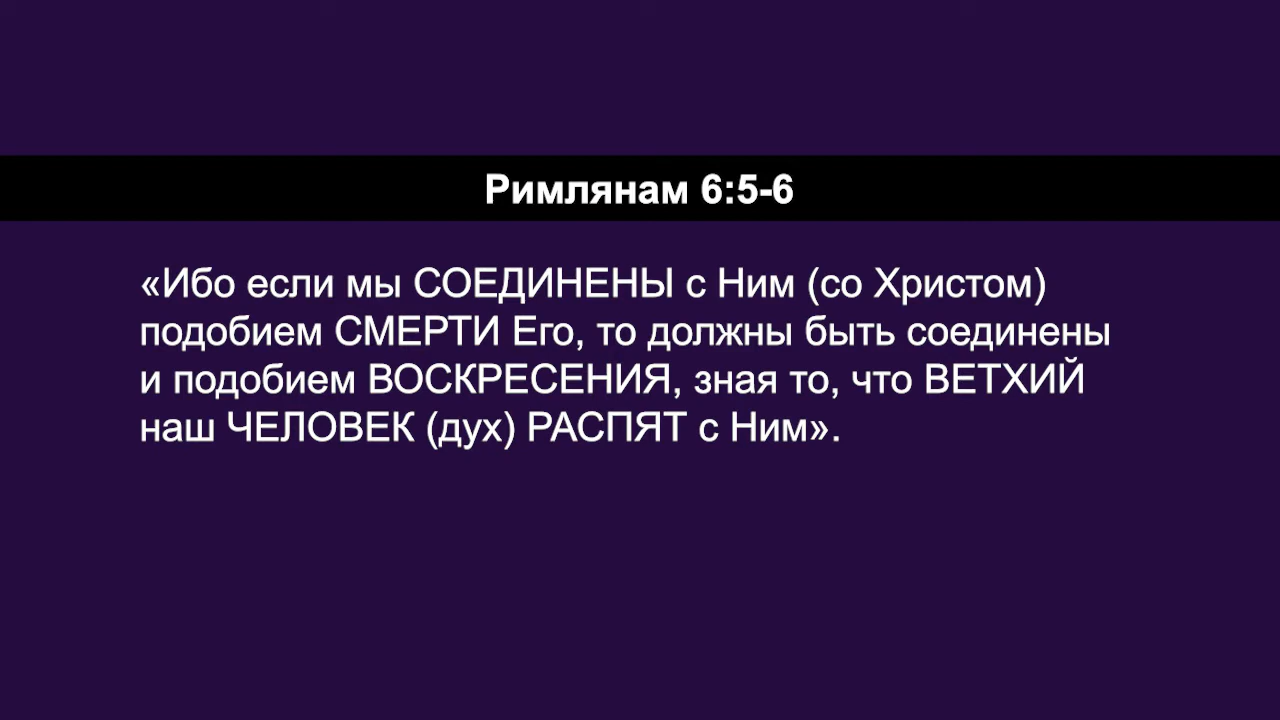 Римлянам 6:5-6
«Ибо если мы СОЕДИНЕНЫ с Ним (со Христом)
подобием СМЕРТИ Его, то должны быть соединены
и подобием ВОСКРЕСЕНИЯ, зная то, что ВЕТХИЙ
наш ЧЕЛОВЕК (дух) РАСПЯТ с Ним».